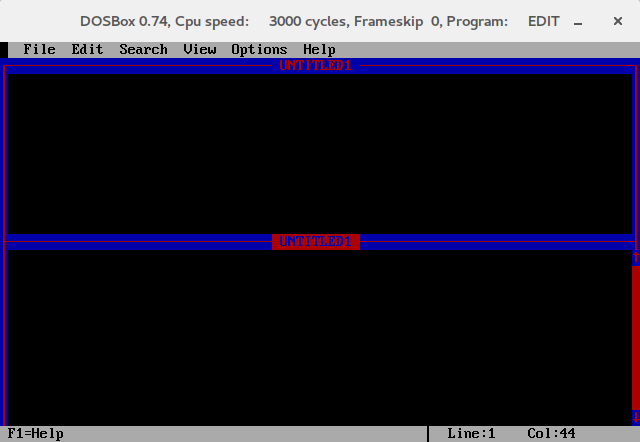 DOSBox 0.74, Cpu speed: 3000 cycles, Frameskip 0, Program: EDIT
File Edit Search View Options Help
UNTITLED1
UNTITLED1
F1=Help Line:1 Col:44